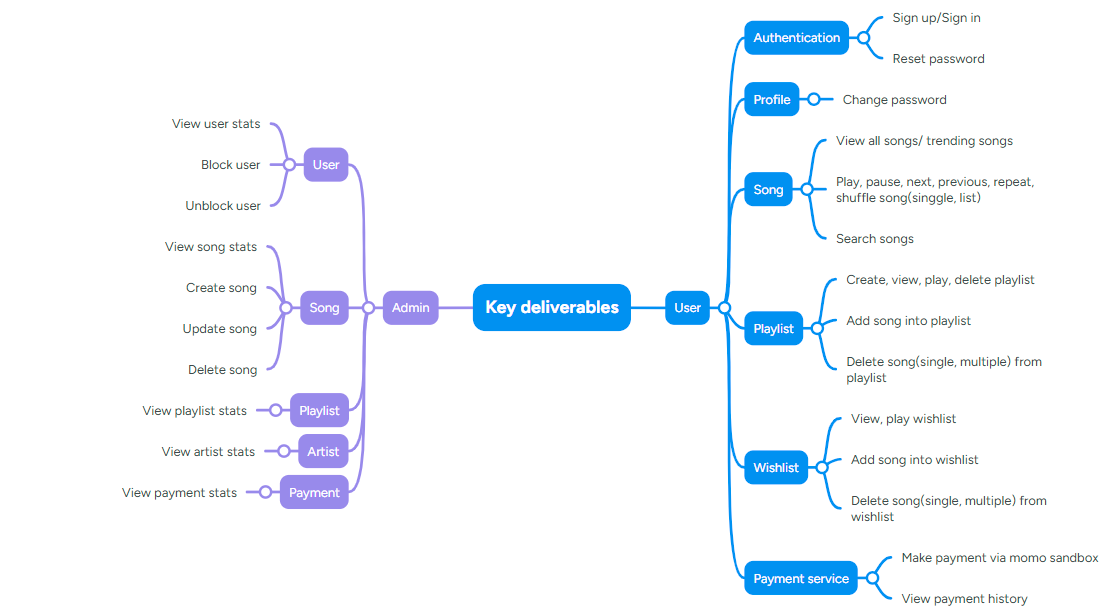 Key deliverables
Admin
User
View user stats
Block user
Unblock user
Song
View song stats
Create song
Update song
Delete song
Playlist
View playlist stats
Artist
View artist stats
Payment
View payment stats
User
Authentication
Sign up/Sign in
Reset password
Profile
Change password
Song
View all songs/ trending songs
Play, pause, next, previous, repeat,
shuffle song(singgle, list)
Search songs
Playlist
Create, view, play, delete playlist
Add song into playlist
Delete song(single, multiple) from
playlist
Wishlist
View, play wishlist
Add song into wishlist
Delete song(single, multiple) from
wishlist
Payment service
Make payment via momo sandbox
View payment history